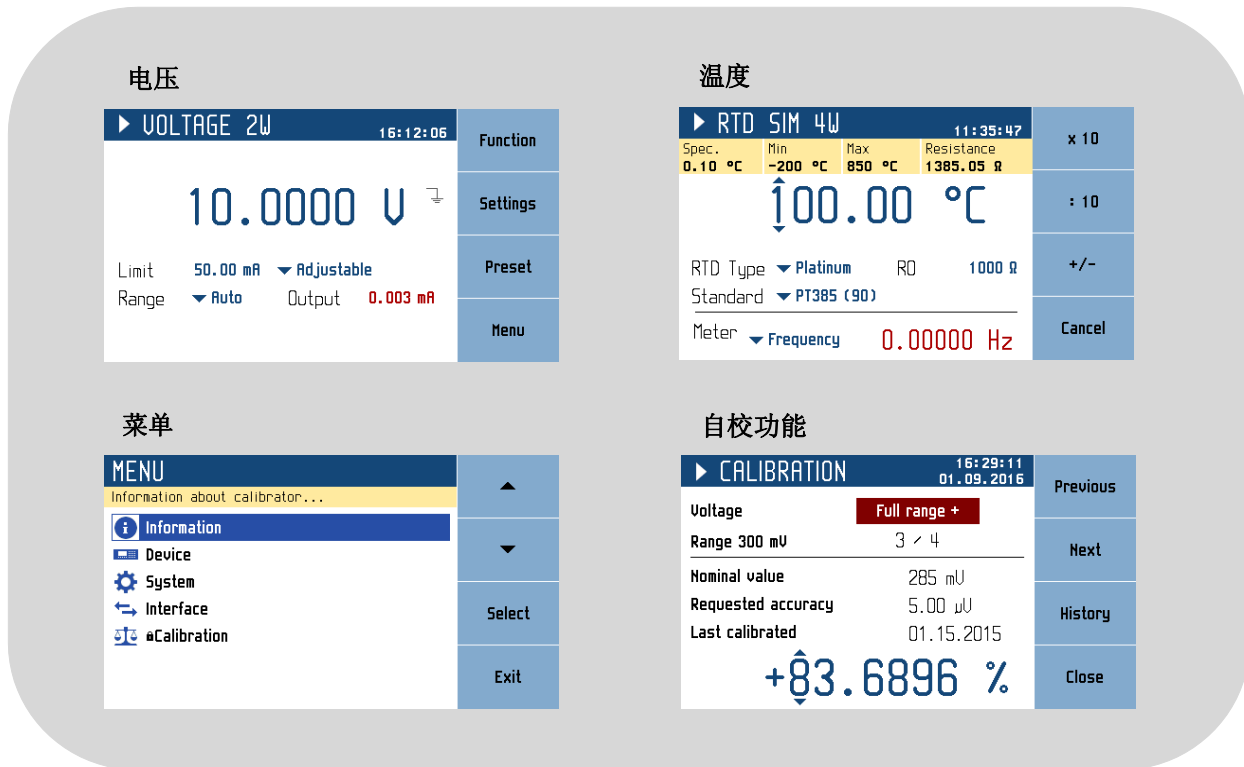 电压
VOLTAGE 2W 16:12:06
10.0000 V
Limit 50.00 mA Adjustable
Range Auto Output 0.003 mA
Function
Settings
Preset
Menu
温度
RTD SIM 4W 11:35:47
Spec. Min Max Resistance
0.10 °C -200 °C 850 °C 1385.05 Ω
100.00 °C
RTD Type Platinum R0 1000 Ω
Standard PT385 (90)
Meter Frequency 0.00000 Hz
x 10
: 10
+/-
Cancel
菜单
MENU
Information about calibrator...
Information
Device
System
Interface
Calibration
Select
Exit
自校功能
CALIBRATION 16:29:11
01.09.2016
Voltage Full range +
Range 300 mV 3 / 4
Nominal value 285 mV
Requested accuracy 5.00 µV
Last calibrated 01.15.2015
+83.6896 %
Previous
Next
History
Close